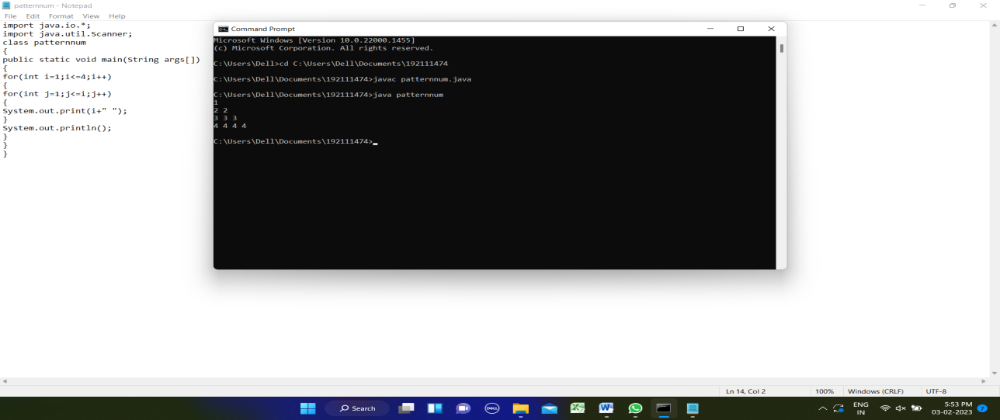 patternnum - Notepad
File Edit Format View Help
import java.io.*;
import java.util.Scanner;
class patternnum
{
public static void main(String args[])
{
for(int i=1;i<=4;i++)
{
for(int j=1;j<=i;j++)
{
System.out.print(i+" ");
}
System.out.println();
}
}
}
Command Prompt
Microsoft Windows [Version 10.0.22000.1455]
(c) Microsoft Corporation. All rights reserved.
C:\Users\Dell>cd C:\Users\Dell\Documents\192111474
C:\Users\Dell\Documents\192111474>javac patternnum.java
C:\Users\Dell\Documents\192111474>java patternnum
1
2 2
3 3 3
4 4 4 4
C:\Users\Dell\Documents\192111474>
Ln 14, Col 2 100% Windows (CRLF) UTF-8
Search
DELL
W
ENG
IN
5:53 PM
03-02-2023
7